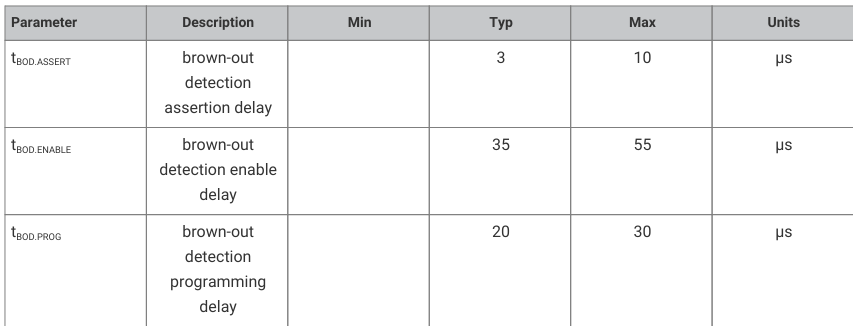 Parameter Description Min Typ Max Units
tBOD.ASSERT brown-out 3 10 µs
detection
assertion delay
tBOD.ENABLE brown-out 35 55 µs
detection enable
delay
tBOD.PROG brown-out 20 30 µs
detection
programming
delay